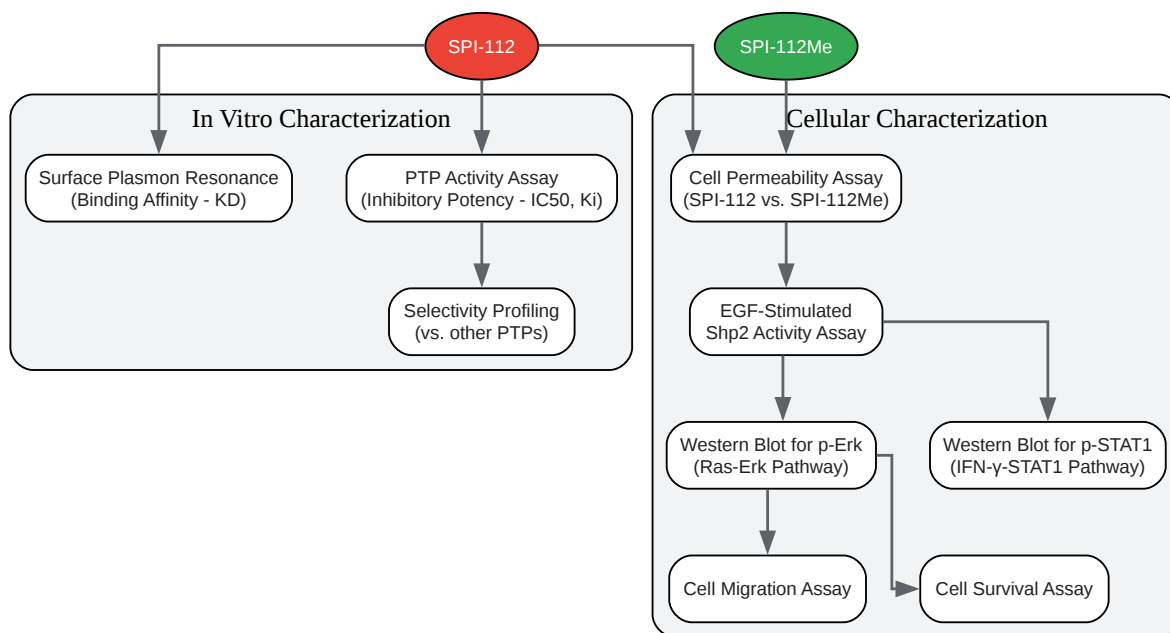 SPI-112
SPI-112Me
In Vitro Characterization
Cellular Characterization
Surface Plasmon Resonance
(Binding Affinity - KD)
PTP Activity Assay
(Inhibitory Potency - IC50, Ki)
Cell Permeability Assay
(SPI-112 vs. SPI-112Me)
Selectivity Profiling
(vs. other PTPs)
EGF-Stimulated
Shp2 Activity Assay
Western Blot for p-Erk
(Ras-Erk Pathway)
Western Blot for p-STAT1
(IFN-γ-STAT1 Pathway)
Cell Migration Assay
Cell Survival Assay